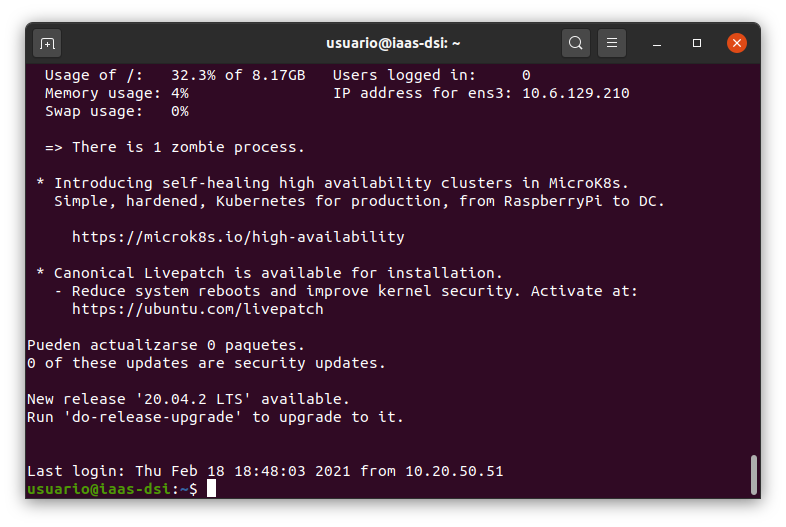 usuario@iaas-dsi: ~
Usage of /:   32.3% of 8.17GB   Users logged in:     0
Memory usage: 4%                IP address for ens3: 10.6.129.210
Swap usage:   0%
=> There is 1 zombie process.
* Introducing self-healing high availability clusters in MicroK8s.
Simple, hardened, Kubernetes for production, from RaspberryPi to DC.
https://microk8s.io/high-availability
* Canonical Livepatch is available for installation.
- Reduce system reboots and improve kernel security. Activate at:
https://ubuntu.com/livepatch
Pueden actualizarse 0 paquetes.
0 of these updates are security updates.
New release '20.04.2 LTS' available.
Run 'do-release-upgrade' to upgrade to it.
Last login: Thu Feb 18 18:48:03 2021 from 10.20.50.51
usuario@iaas-dsi:~$